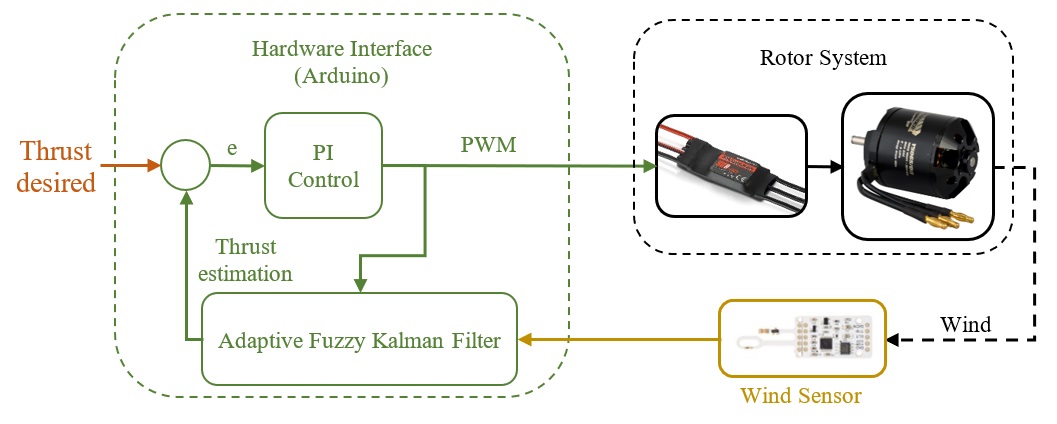 Hardware Interface
(Arduino)
Rotor System
Thrust
desired
e
PI
Control
PWM
Thrust
estimation
Adaptive Fuzzy Kalman Filter
Wind
Wind Sensor